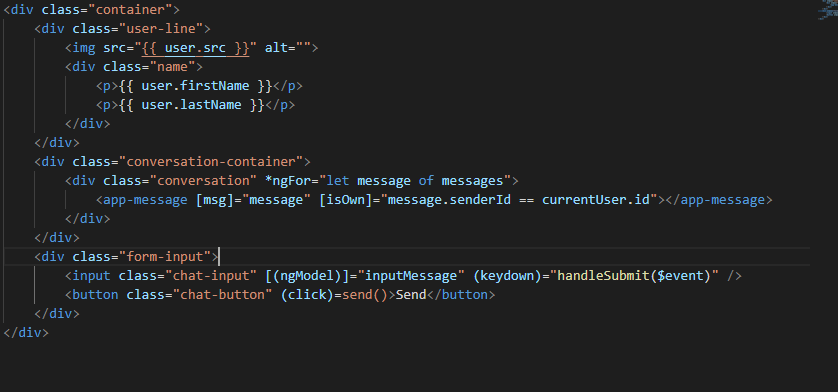 <div class="container">
<div class="user-line">
<img src="{{ user.src }}" alt="">
<div class="name">
<p>{{ user.firstName }}</p>
<p>{{ user.lastName }}</p>
</div>
</div>
<div class="conversation-container">
<div class="conversation" *ngFor="let message of messages">
<app-message [msg]="message" [isOwn]="message.senderId == currentUser.id"></app-message>
</div>
</div>
<div class="form-input">
<input class="chat-input" [(ngModel)]="inputMessage" (keydown)="handleSubmit($event)" />
<button class="chat-button" (click)=send()>Send</button>
</div>
</div>